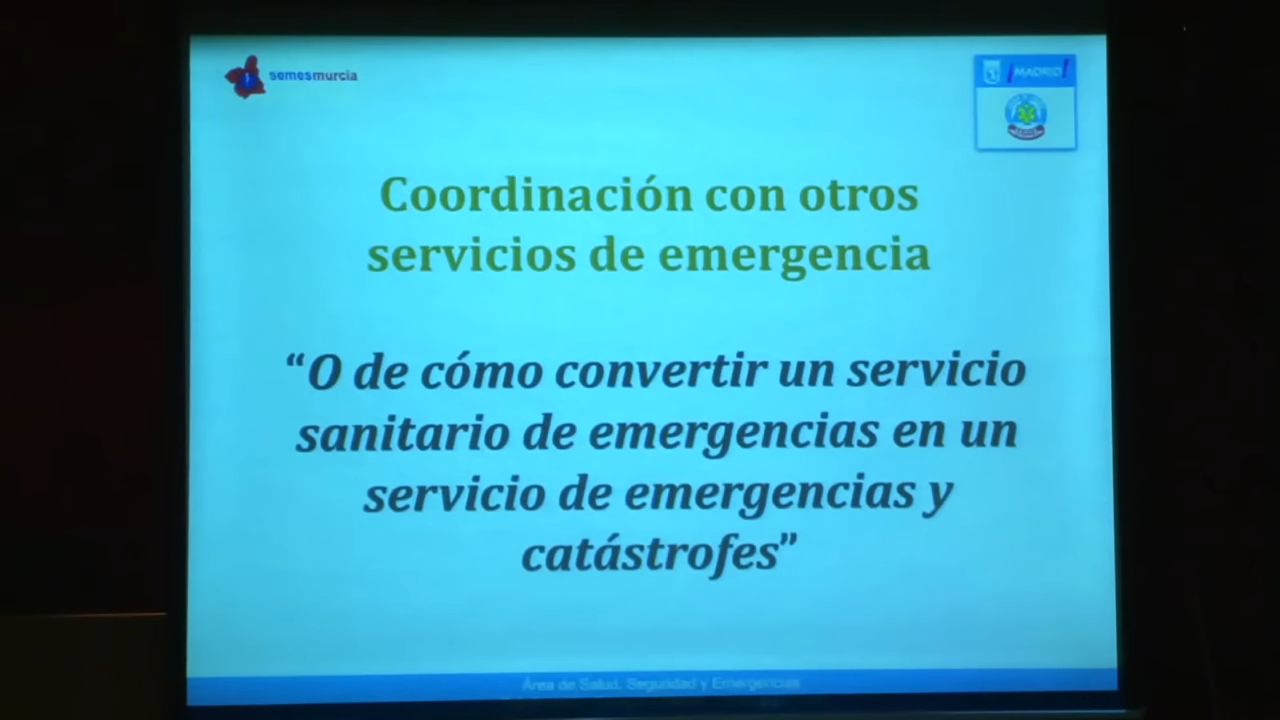 semesmurcia
¡MADRID!
Coordinación con otros
servicios de emergencia
“O de cómo convertir un servicio
sanitario de emergencias en un
servicio de emergencias y
catástrofes”
Área de Salud, Seguridad y Emergencias